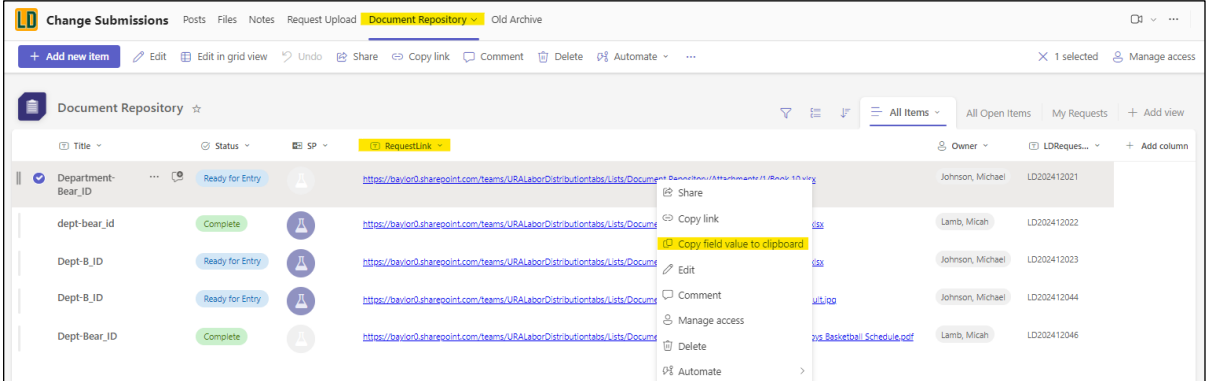 LD Change Submissions Posts Files Notes Request Upload Document Repository Old Archive
+ Add new item Edit Edit in grid view Undo Share Copy link Comment Delete Automate ... 1 selected Manage access
Document Repository All Items All Open Items My Requests + Add view
Title Status SP RequestLink Owner LDReques... + Add column
Department-Bear_ID ... Ready for Entry https://baylor0.sharepoint.com/teams/URALaborDistributiontabs/Lists/Document Repository/Attachments/1/Book 10.xlsx Johnson, Michael LD202412021
Share
Copy link
dept-bear_id Complete https://baylor0.sharepoint.com/teams/URALaborDistributiontabs/Lists/Docume xlsx Lamb, Micah LD202412022
Copy field value to clipboard
Dept-B_ID Ready for Entry https://baylor0.sharepoint.com/teams/URALaborDistributiontabs/Lists/Docume xlsx Johnson, Michael LD202412023
Edit
Comment
Dept-B_ID Ready for Entry https://baylor0.sharepoint.com/teams/URALaborDistributiontabs/Lists/Docume ult.jpg Johnson, Michael LD202412044
Manage access
Dept-Bear_ID Complete https://baylor0.sharepoint.com/teams/URALaborDistributiontabs/Lists/Docume oys Basketball Schedule.pdf Lamb, Micah LD202412046
Delete
Automate